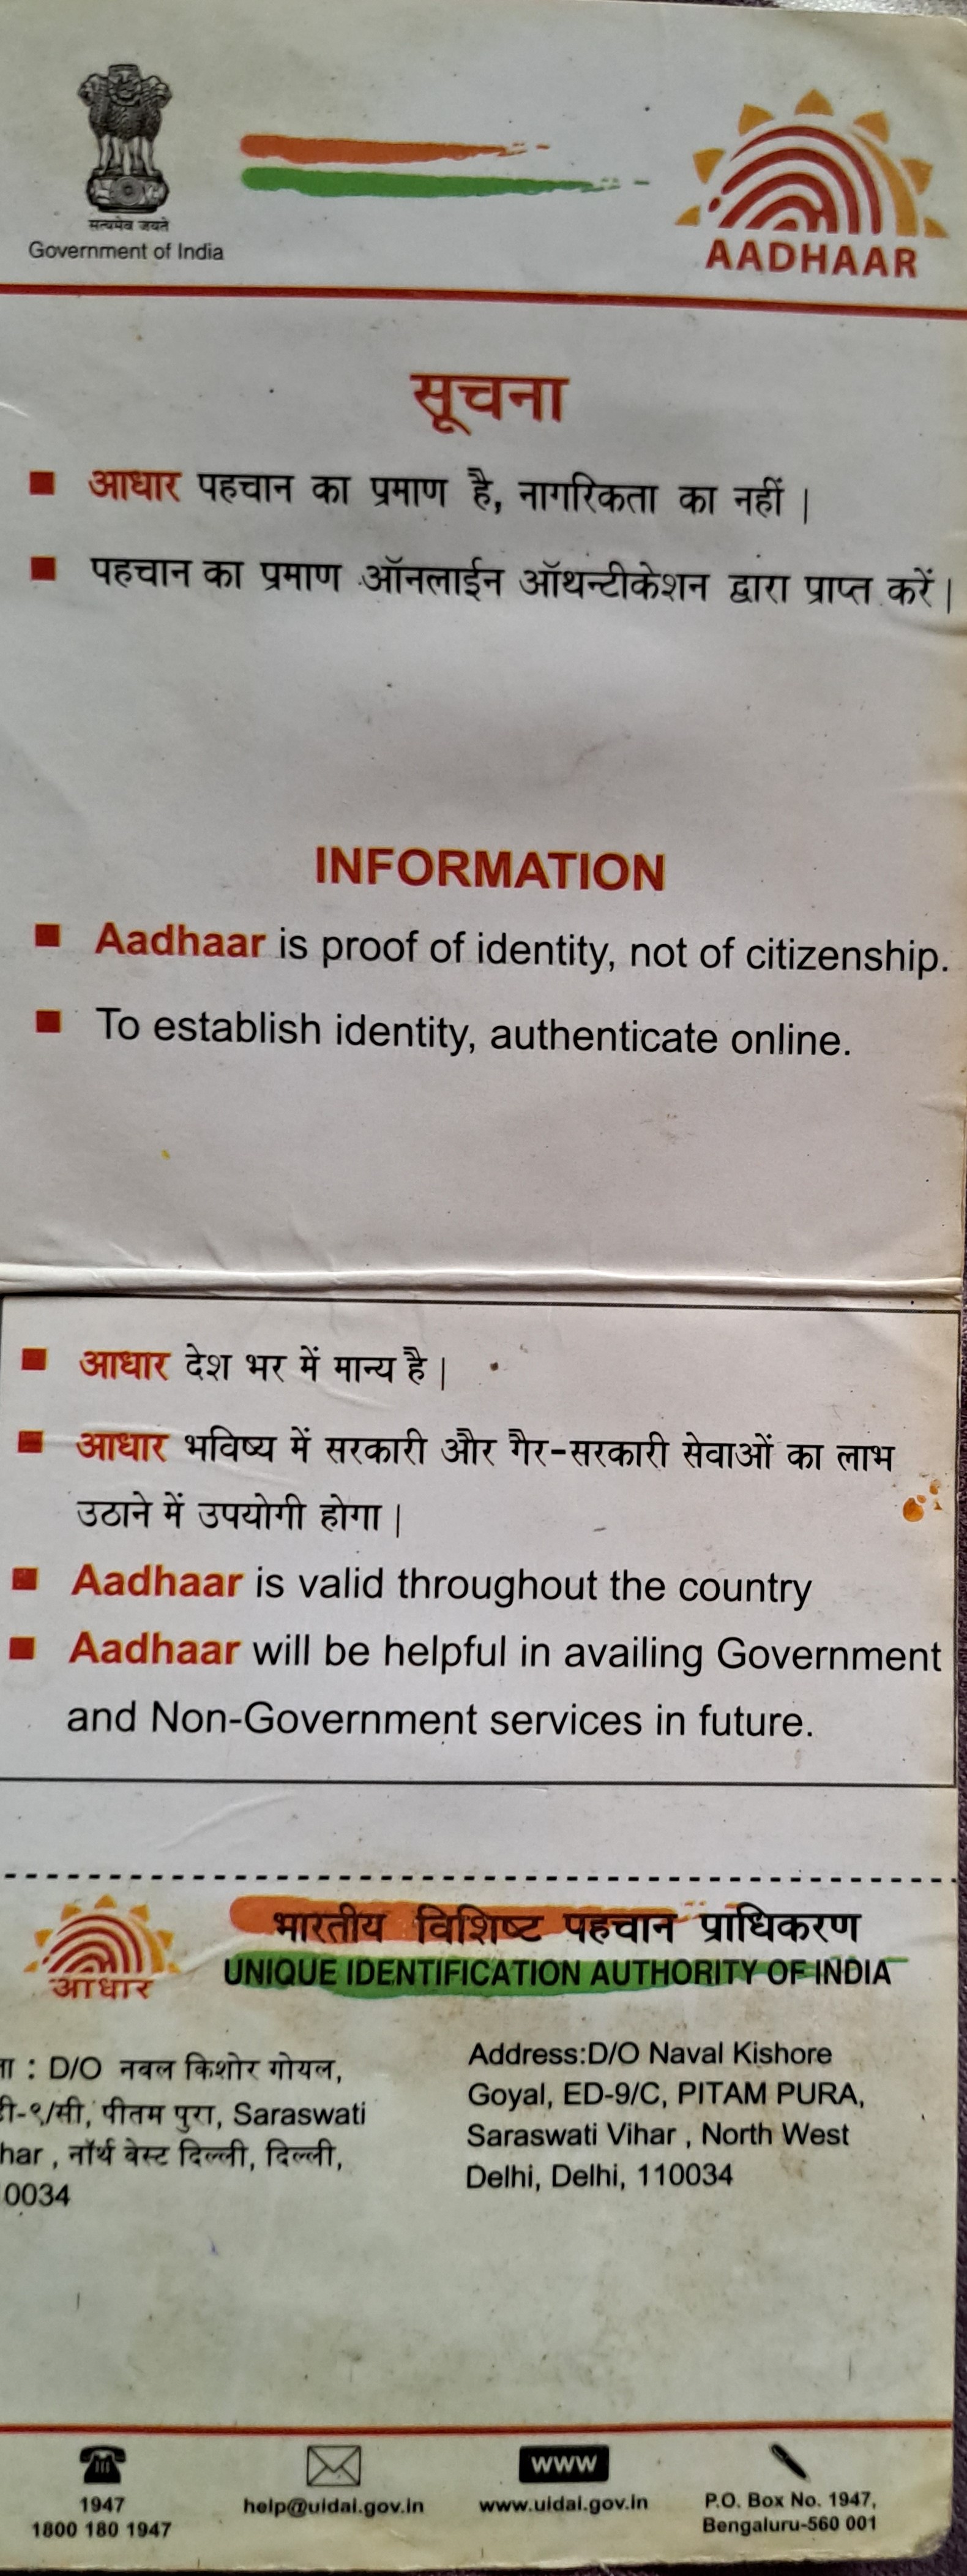 सत्यमेव जयते
Government of India
AADHAAR
सूचना
आधार पहचान का प्रमाण है, नागरिकता का नहीं |
पहचान का प्रमाण ऑनलाईन ऑथन्टीकेशन द्वारा प्राप्त करें |
INFORMATION
Aadhaar is proof of identity, not of citizenship.
To establish identity, authenticate online.
आधार देश भर में मान्य है |
आधार भविष्य में सरकारी और गैर-सरकारी सेवाओं का लाभ
उठाने में उपयोगी होगा |
Aadhaar is valid throughout the country
Aadhaar will be helpful in availing Government
and Non-Government services in future.
आधार
भारतीय विशिष्ट पहचान प्राधिकरण
UNIQUE IDENTIFICATION AUTHORITY OF INDIA
: D/O नवल किशोर गोयल,
-९/सी, पीतम पुरा, Saraswati
har , नॉर्थ वेस्ट दिल्ली, दिल्ली,
0034
Address:D/O Naval Kishore
Goyal, ED-9/C, PITAM PURA,
Saraswati Vihar , North West
Delhi, Delhi, 110034
1947
1800 180 1947
help@uidai.gov.in
www
www.uidai.gov.in
P.O. Box No. 1947,
Bengaluru-560 001